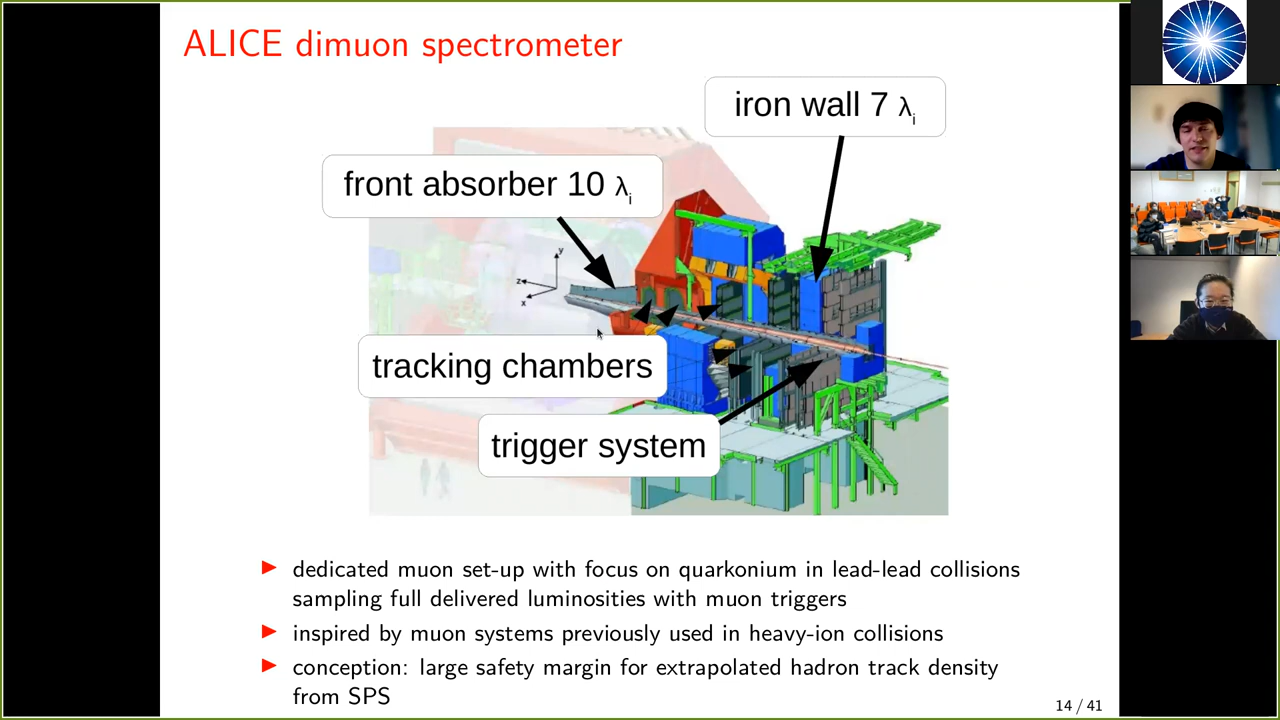 ALICE dimuon spectrometer
iron wall 7 λi
front absorber 10 λi
y
z
x
tracking chambers
trigger system
dedicated muon set-up with focus on quarkonium in lead-lead collisions
sampling full delivered luminosities with muon triggers
inspired by muon systems previously used in heavy-ion collisions
conception: large safety margin for extrapolated hadron track density
from SPS
14 / 41